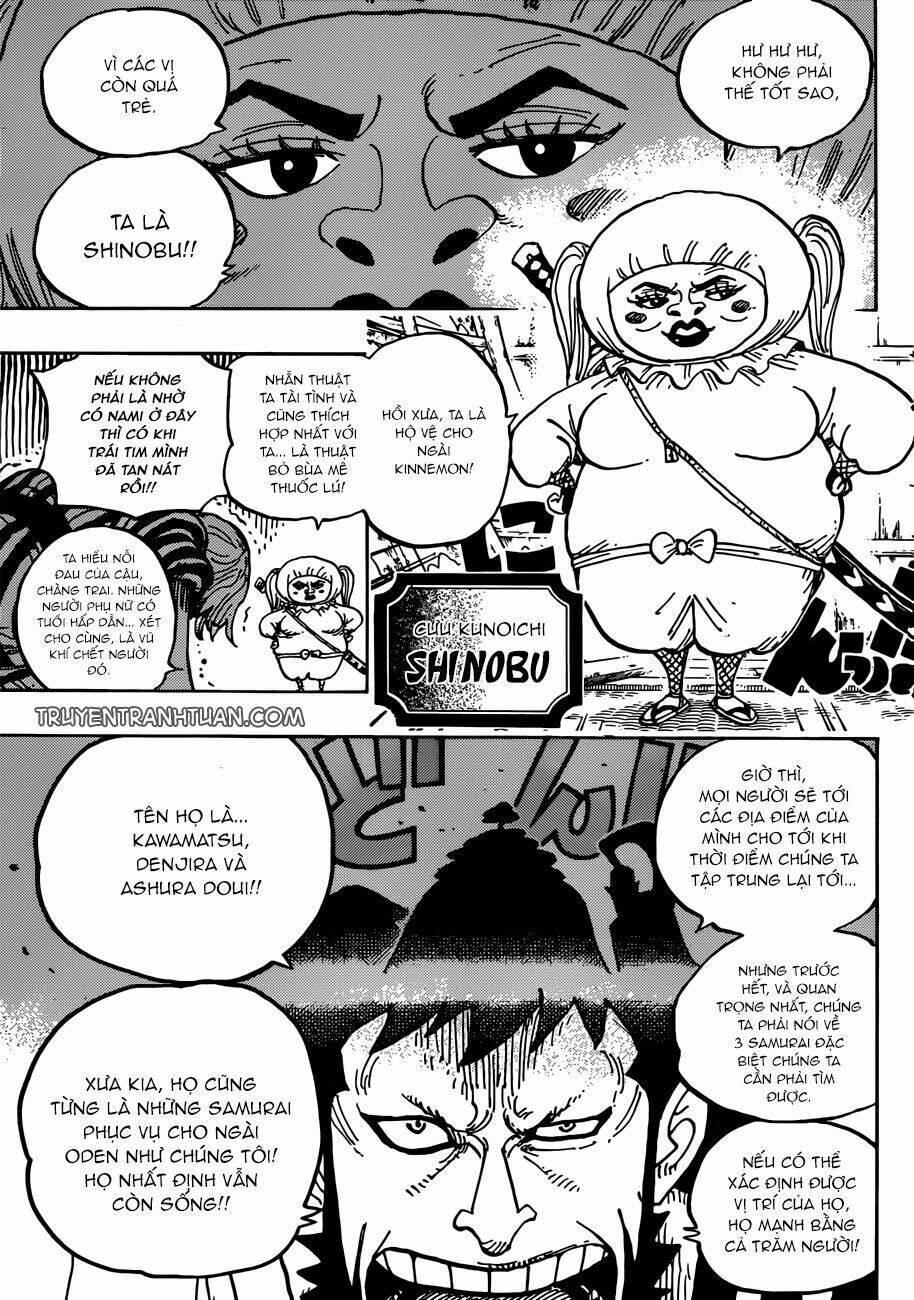 HƯ HƯ HƯ,
KHÔNG PHẢI
THẾ TỐT SAO,
VÌ CÁC VỊ
CÒN QUÁ
TRẺ.
TA LÀ
SHINOBU!!
HỒI XƯA, TA LÀ
HỘ VỆ CHO
NGÀI
KINNEMON!
NHẪN THUẬT
TA TÀI TÌNH VÀ
CŨNG THÍCH
HỢP NHẤT VỚI
TA... LÀ THUẬT
BỎ BÙA MÊ
THUỐC LÚ!
NẾU KHÔNG
PHẢI LÀ NHỜ
CÓ NAMI Ở ĐÂY
THÌ CÓ KHI
TRÁI TIM MÌNH
ĐÃ TAN NÁT
RỒI!!
TA HIỂU NỖI
ĐAU CỦA CẬU,
CHÀNG TRAI. NHỮNG
NGƯỜI PHỤ NỮ CÓ
TUỔI HẤP DẪN... XÉT
CHO CÙNG, LÀ VŨ
KHÍ CHẾT NGƯỜI
ĐÓ.
CỰU KUNOICHI
SHINOBU
TRUYENTRANHTUAN.COM
GIỜ THÌ,
MỌI NGƯỜI SẼ TỚI
CÁC ĐỊA ĐIỂM CỦA
MÌNH CHO TỚI KHI
THỜI ĐIỂM CHÚNG TA
TẬP TRUNG LẠI TỚI...
NHƯNG TRƯỚC
HẾT, VÀ QUAN
TRỌNG NHẤT, CHÚNG
TA PHẢI NÓI VỀ
3 SAMURAI ĐẶC
BIỆT CHÚNG TA
CẦN PHẢI TÌM
ĐƯỢC.
NẾU CÓ THỂ
XÁC ĐỊNH ĐƯỢC
VỊ TRÍ CỦA HỌ,
HỌ MẠNH BẰNG
CẢ TRĂM NGƯỜI!
TÊN HỌ LÀ...
KAWAMATSU,
DENJIRA VÀ
ASHURA DOUI!!
XƯA KIA, HỌ CŨNG
TỪNG LÀ NHỮNG SAMURAI
PHỤC VỤ CHO NGÀI
ODEN NHƯ CHÚNG TÔI!
HỌ NHẤT ĐỊNH VẪN
CÒN SỐNG!!